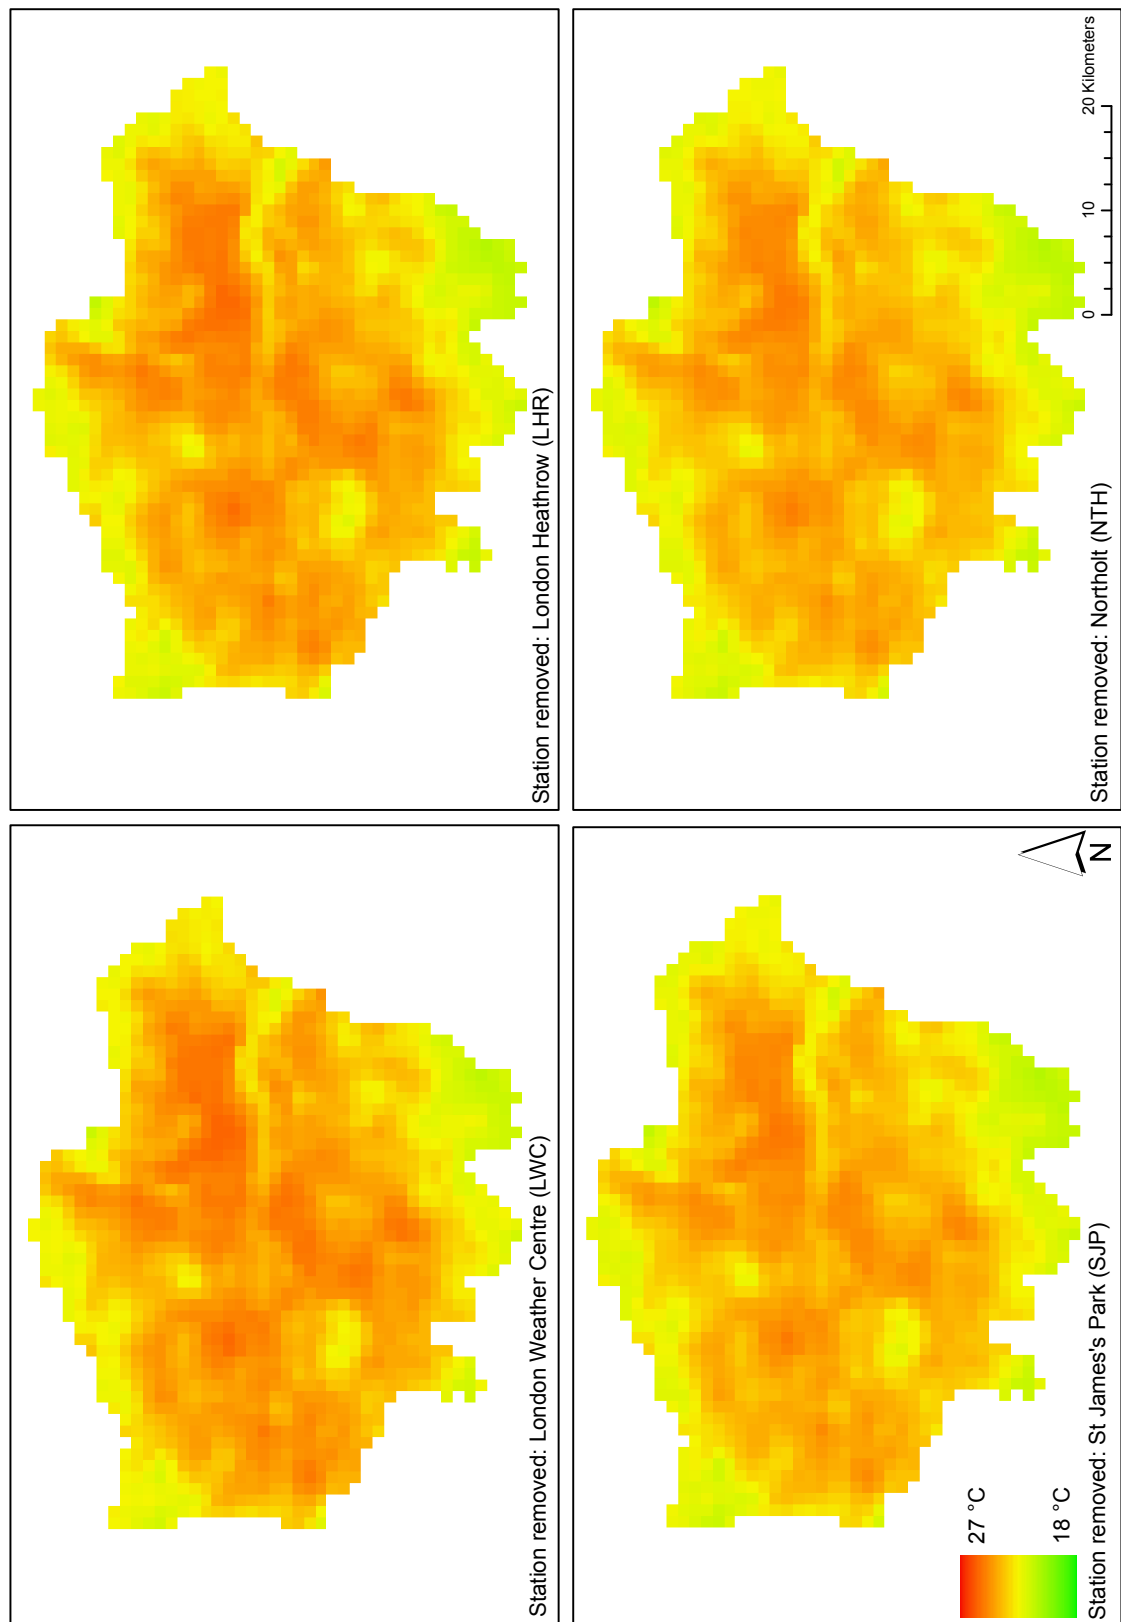 Station removed: London Weather Centre (LWC)
Station removed: London Heathrow (LHR)
27 °C
18 °C
Station removed: St James's Park (SJP)
N
Station removed: Northolt (NTH)
0 10 20 Kilometers